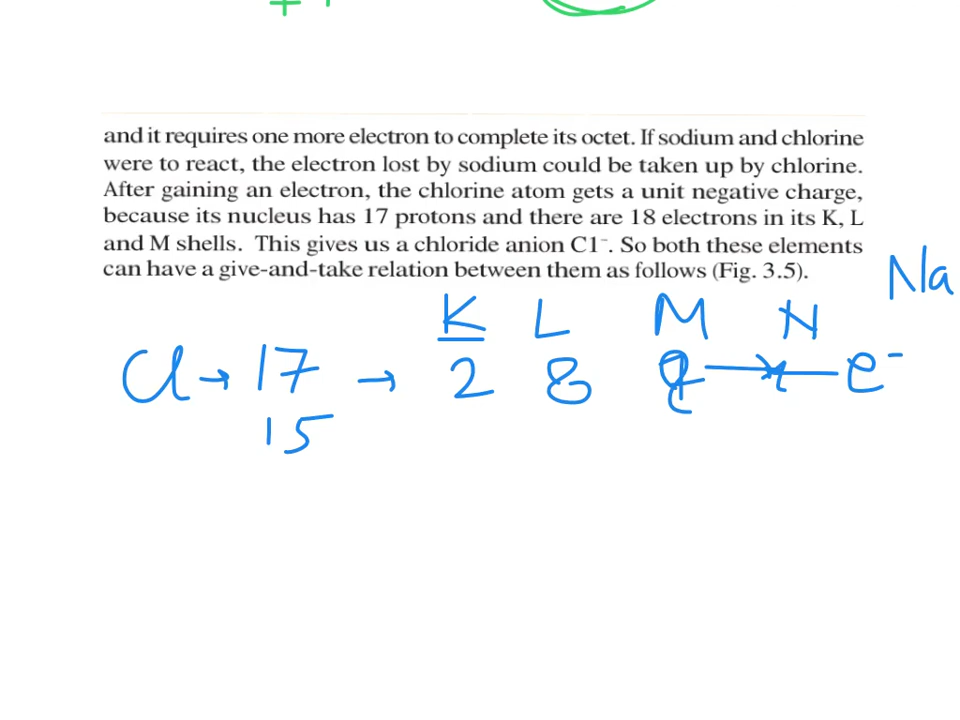 and it requires one more electron to complete its octet. If sodium and chlorine
were to react, the electron lost by sodium could be taken up by chlorine.
After gaining an electron, the chlorine atom gets a unit negative charge,
because its nucleus has 17 protons and there are 18 electrons in its K, L
and M shells. This gives us a chloride anion C1⁻. So both these elements
can have a give-and-take relation between them as follows (Fig. 3.5).
Na
K L M N
Cl → 17 → 2 8 e⁻
15